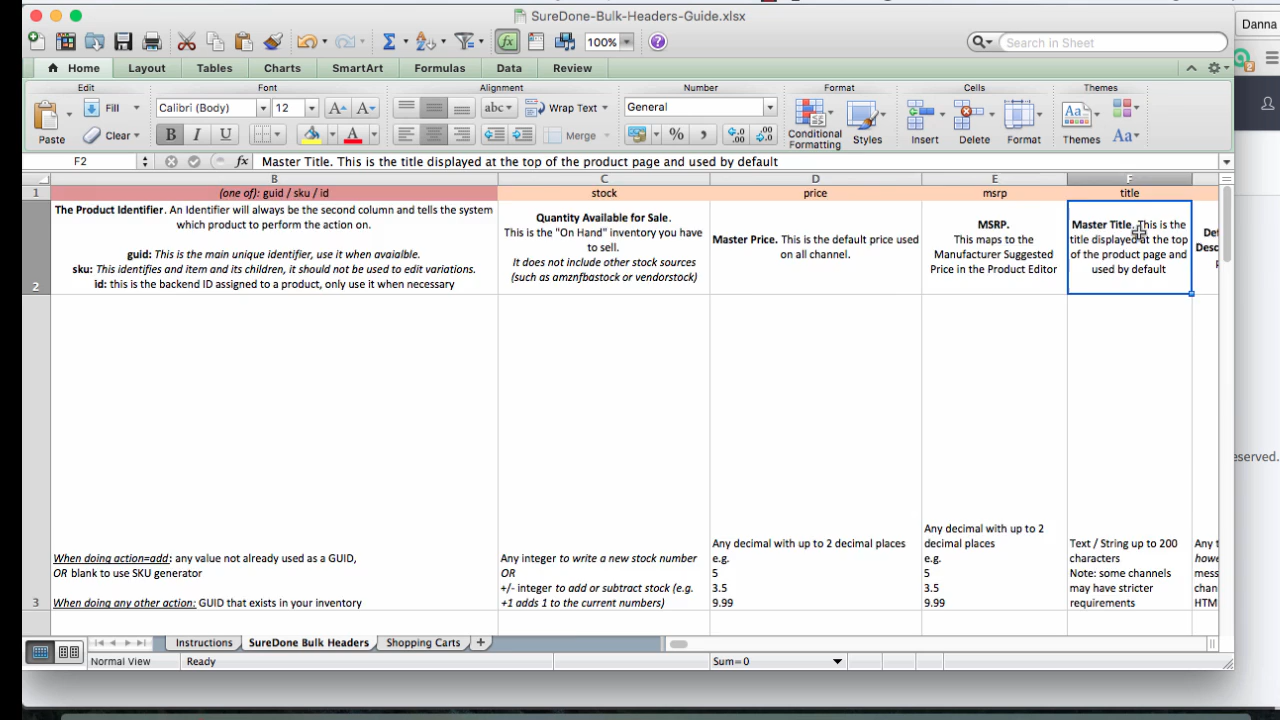 SureDone-Bulk-Headers-Guide.xlsx
Danna
100%
Search in Sheet
2
Home
Layout
Tables
Charts
SmartArt
Formulas
Data
Review
Edit
Font
Alignment
Number
Format
Cells
Themes
Paste
Fill
Clear
Calibri (Body)
12
A
A
abc
Wrap Text
General
B I U
A
Merge
%
.0
.00
.00
.0
Conditional
Formatting
Styles
Insert
Delete
Format
Themes
Aa
F2
fx
Master Title. This is the title displayed at the top of the product page and used by default
B
C
D
E
F
1
(one of): guid / sku / id
stock
price
msrp
title
2
The Product Identifier. An Identifier will always be the second column and tells the system
which product to perform the action on.
guid: This is the main unique identifier, use it when avaialble.
sku: This identifies and item and its children, it should not be used to edit variations.
id: this is the backend ID assigned to a product, only use it when necessary
Quantity Available for Sale.
This is the "On Hand" inventory you have
to sell.
It does not include other stock sources
(such as amznfbastock or vendorstock)
Master Price. This is the default price used
on all channel.
MSRP.
This maps to the
Manufacturer Suggested
Price in the Product Editor
Master Title. This is the
title displayed at the top
of the product page and
used by default
3
When doing action=add: any value not already used as a GUID,
OR blank to use SKU generator
When doing any other action: GUID that exists in your inventory
Any integer to write a new stock number
OR
+/- integer to add or subtract stock (e.g.
+1 adds 1 to the current numbers)
Any decimal with up to 2 decimal places
e.g.
5
3.5
9.99
Any decimal with up to 2
decimal places
e.g.
5
3.5
9.99
Text / String up to 200
characters
Note: some channels
may have stricter
requirements
HTM
eserved.
Instructions
SureDone Bulk Headers
Shopping Carts
Normal View
Ready
Sum=0